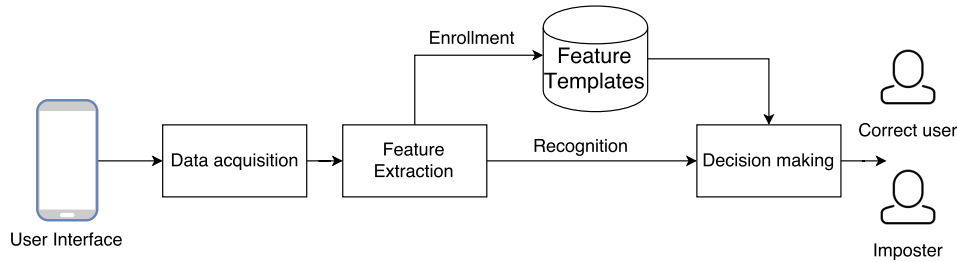 Enrollment
Feature
Templates
Correct user
Data acquisition
Feature
Extraction
Recognition
Decision making
User Interface
Imposter